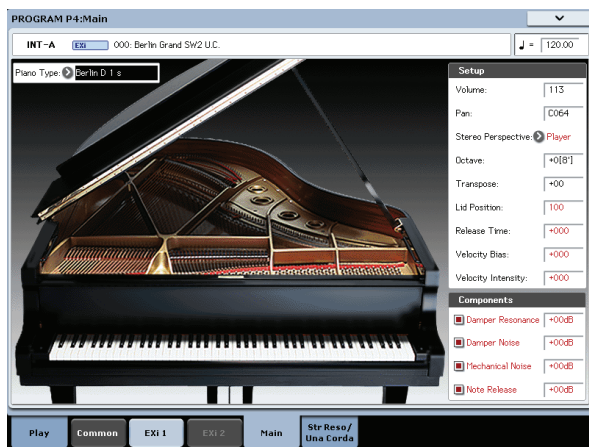 PROGRAM P4:Main
INT-A EXi 000: Berlin Grand SW2 U.C. ♩ = 120.00
Piano Type: Berlin D 1 s
Setup
Volume: 113
Pan: C064
Stereo Perspective: Player
Octave: +0[8']
Transpose: +00
Lid Position: 100
Release Time: +000
Velocity Bias: +000
Velocity Intensity: +000
Components
Damper Resonance +00dB
Damper Noise +00dB
Mechanical Noise +00dB
Note Release +00dB
Play Common EXi 1 EXi 2 Main Str Reso/
Una Corda